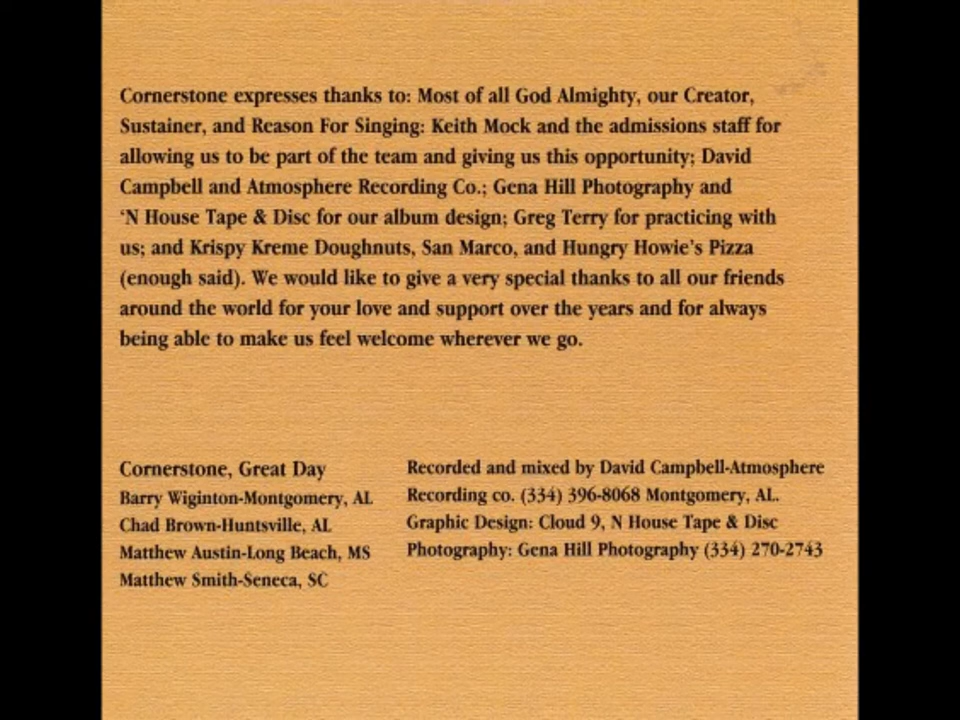 Cornerstone expresses thanks to: Most of all God Almighty, our Creator,
Sustainer, and Reason For Singing: Keith Mock and the admissions staff for
allowing us to be part of the team and giving us this opportunity; David
Campbell and Atmosphere Recording Co.; Gena Hill Photography and
‘N House Tape & Disc for our album design; Greg Terry for practicing with
us; and Krispy Kreme Doughnuts, San Marco, and Hungry Howie’s Pizza
(enough said). We would like to give a very special thanks to all our friends
around the world for your love and support over the years and for always
being able to make us feel welcome wherever we go.
Cornerstone, Great Day
Barry Wiginton-Montgomery, AL
Chad Brown-Huntsville, AL
Matthew Austin-Long Beach, MS
Matthew Smith-Seneca, SC
Recorded and mixed by David Campbell-Atmosphere
Recording co. (334) 396-8068 Montgomery, AL.
Graphic Design: Cloud 9, N House Tape & Disc
Photography: Gena Hill Photography (334) 270-2743